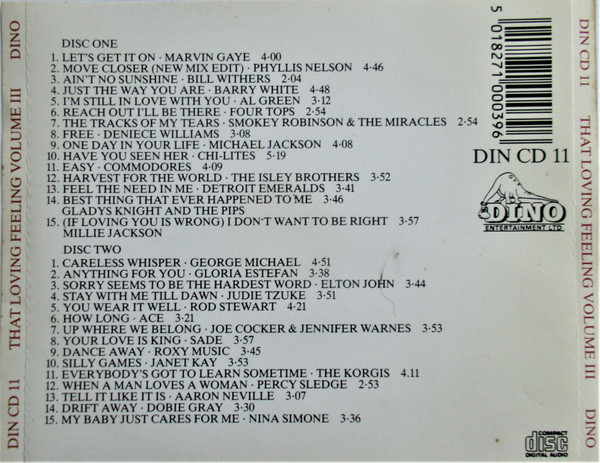 DIN CD 11 THAT LOVING FEELING VOLUME III DINO
DISC ONE
1. LET'S GET IT ON · MARVIN GAYE 4·00
2. MOVE CLOSER (NEW MIX EDIT) · PHYLLIS NELSON 4·46
3. AIN'T NO SUNSHINE · BILL WITHERS 2·04
4. JUST THE WAY YOU ARE · BARRY WHITE 4·48
5. I'M STILL IN LOVE WITH YOU · AL GREEN 3·12
6. REACH OUT I'LL BE THERE · FOUR TOPS 2·54
7. THE TRACKS OF MY TEARS · SMOKEY ROBINSON & THE MIRACLES 2·54
8. FREE · DENIECE WILLIAMS 3·08
9. ONE DAY IN YOUR LIFE · MICHAEL JACKSON 4·08
10. HAVE YOU SEEN HER · CHI-LITES 5·19
11. EASY · COMMODORES 4·09
12. HARVEST FOR THE WORLD · THE ISLEY BROTHERS 3·52
13. FEEL THE NEED IN ME · DETROIT EMERALDS 3·41
14. BEST THING THAT EVER HAPPENED TO ME 3·46
GLADYS KNIGHT AND THE PIPS
15. (IF LOVING YOU IS WRONG) I DON'T WANT TO BE RIGHT 3·57
MILLIE JACKSON
DISC TWO
1. CARELESS WHISPER · GEORGE MICHAEL 4·51
2. ANYTHING FOR YOU · GLORIA ESTEFAN 3·38
3. SORRY SEEMS TO BE THE HARDEST WORD · ELTON JOHN 3·44
4. STAY WITH ME TILL DAWN · JUDIE TZUKE 3·51
5. YOU WEAR IT WELL · ROD STEWART 4·21
6. HOW LONG · ACE 3·21
7. UP WHERE WE BELONG · JOE COCKER & JENNIFER WARNES 3·53
8. YOUR LOVE IS KING · SADE 3·57
9. DANCE AWAY · ROXY MUSIC 3·45
10. SILLY GAMES · JANET KAY 3·53
11. EVERYBODY'S GOT TO LEARN SOMETIME · THE KORGIS 4.11
12. WHEN A MAN LOVES A WOMAN · PERCY SLEDGE 2·53
13. TELL IT LIKE IT IS · AARON NEVILLE 3·07
14. DRIFT AWAY · DOBIE GRAY 3·30
15. MY BABY JUST CARES FOR ME · NINA SIMONE 3·36
5 018271 000396
DIN CD 11
DINO
ENTERTAINMENT LTD
COMPACT
disc
DIGITAL AUDIO
DIN CD 11 THAT LOVING FEELING VOLUME III DINO